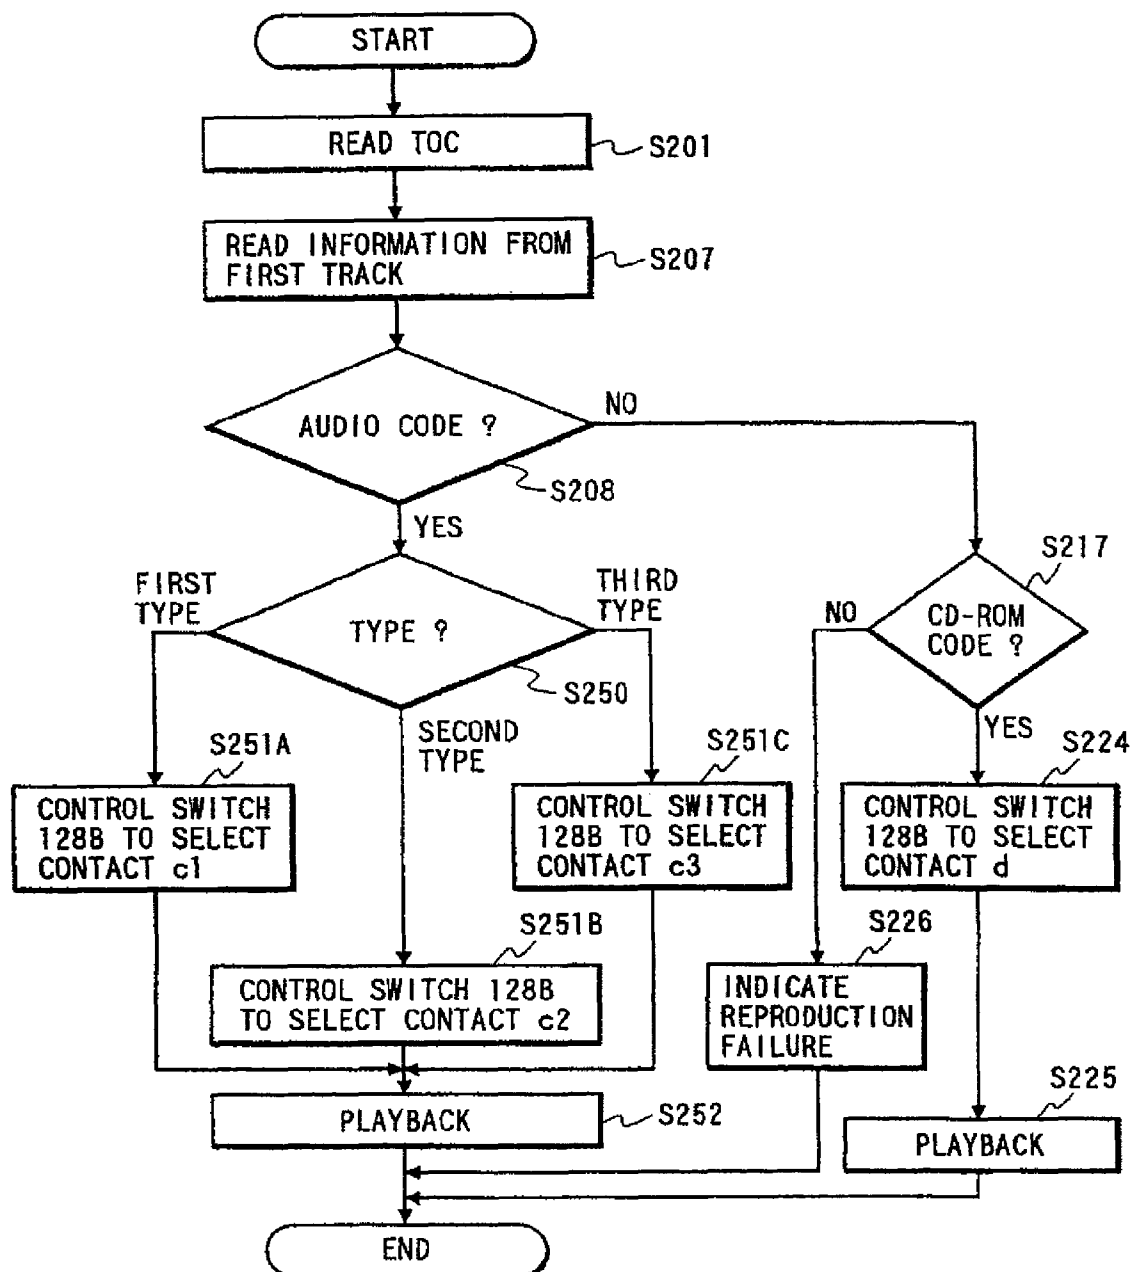 START
READ TOC
S201
READ INFORMATION FROM
FIRST TRACK
S207
AUDIO CODE ?
NO
S208
YES
S217
CD-ROM
CODE ?
NO
YES
FIRST
TYPE
THIRD
TYPE
TYPE ?
S250
SECOND
TYPE
S251A
CONTROL SWITCH
128B TO SELECT
CONTACT c1
S251C
CONTROL SWITCH
128B TO SELECT
CONTACT c3
S224
CONTROL SWITCH
128B TO SELECT
CONTACT d
S251B
CONTROL SWITCH 128B
TO SELECT CONTACT c2
S226
INDICATE
REPRODUCTION
FAILURE
PLAYBACK
S252
S225
PLAYBACK
END